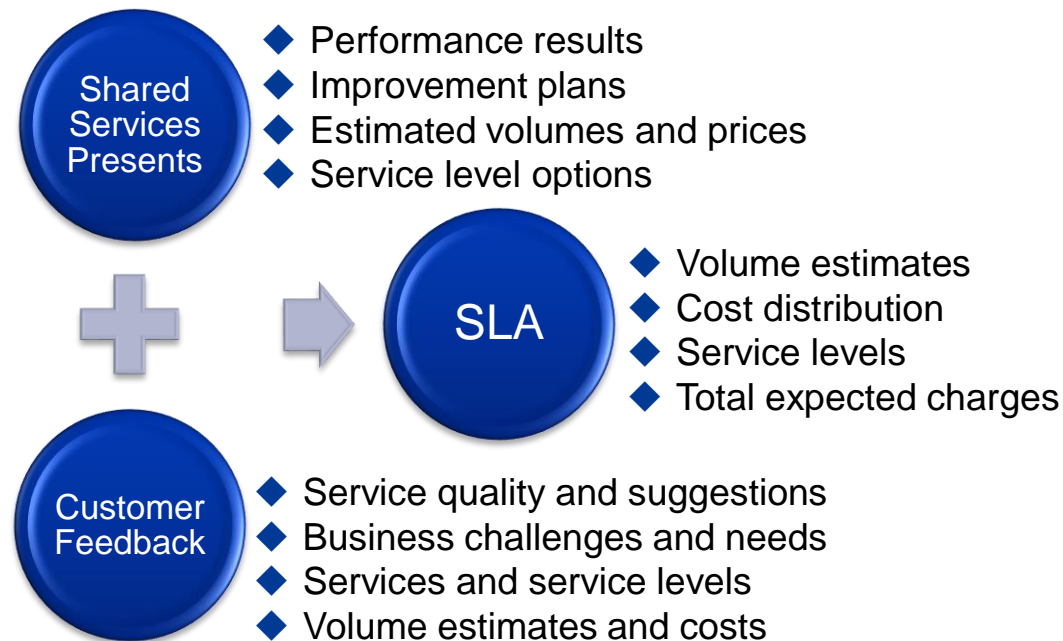 Shared
Services
Presents
Performance results
Improvement plans
Estimated volumes and prices
Service level options
SLA
Volume estimates
Cost distribution
Service levels
Total expected charges
Customer
Feedback
Service quality and suggestions
Business challenges and needs
Services and service levels
Volume estimates and costs